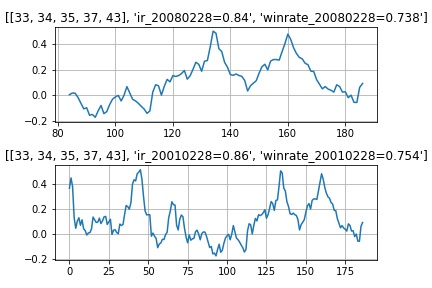 [[33, 34, 35, 37, 43], 'ir_20080228=0.84', 'winrate_20080228=0.738']
0.4
0.2
0.0
−0.2
80 100 120 140 160 180
[[33, 34, 35, 37, 43], 'ir_20010228=0.86', 'winrate_20010228=0.754']
0.4
0.2
0.0
−0.2
0 25 50 75 100 125 150 175